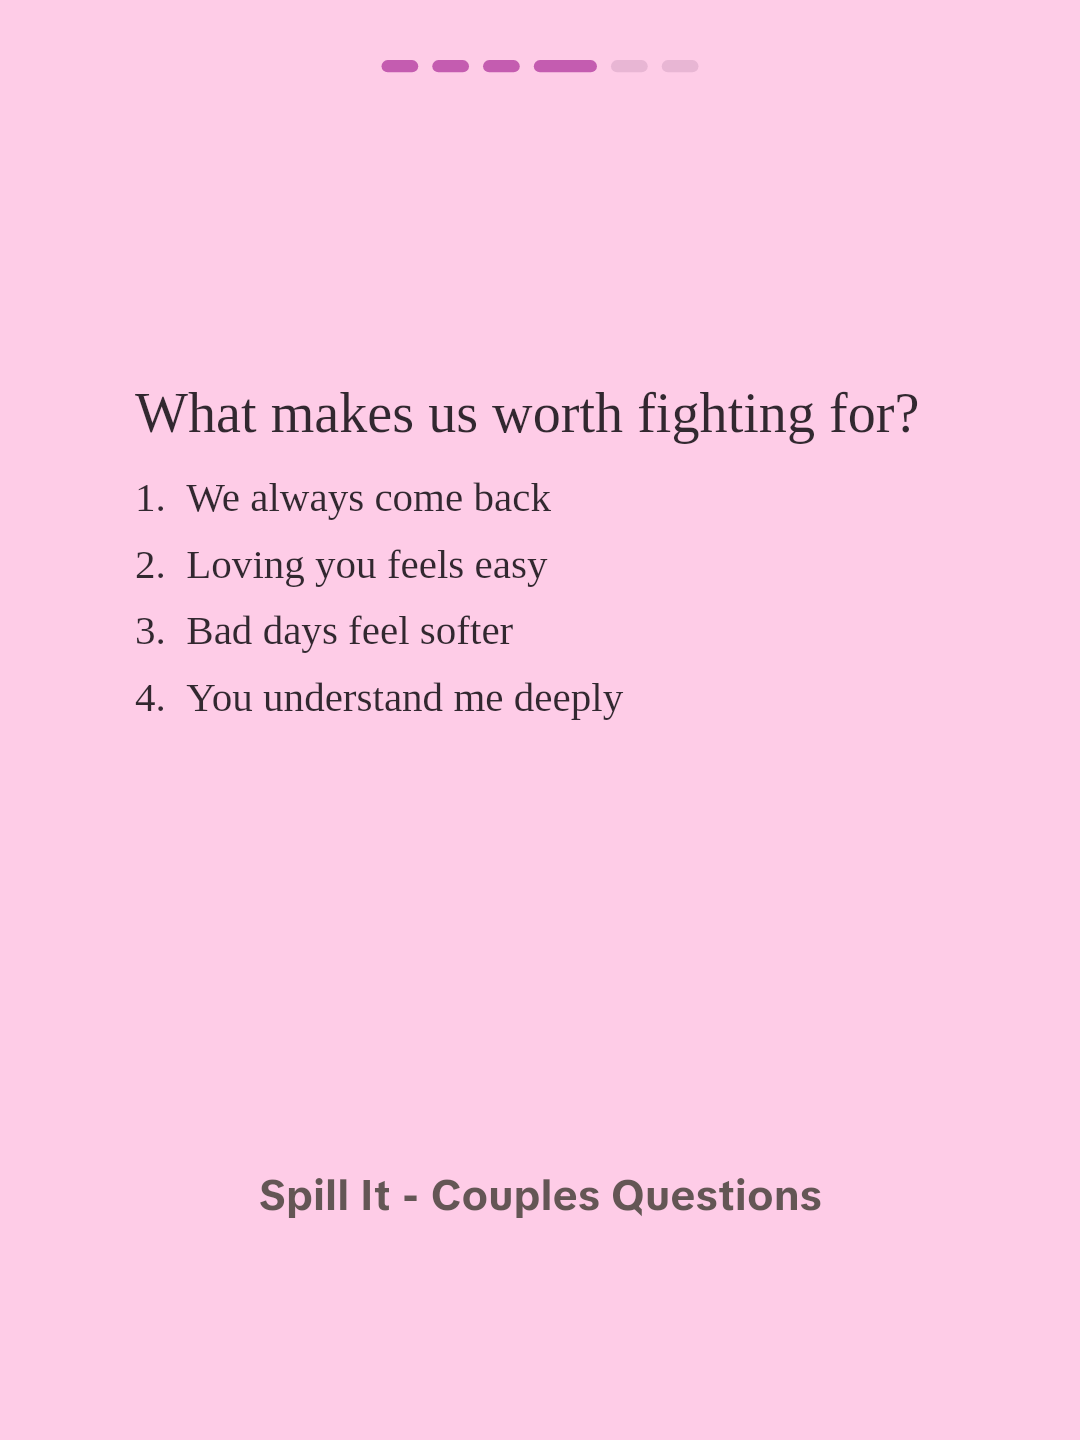 What makes us worth fighting for?
1. We always come back
2. Loving you feels easy
3. Bad days feel softer
4. You understand me deeply
Spill It - Couples Questions